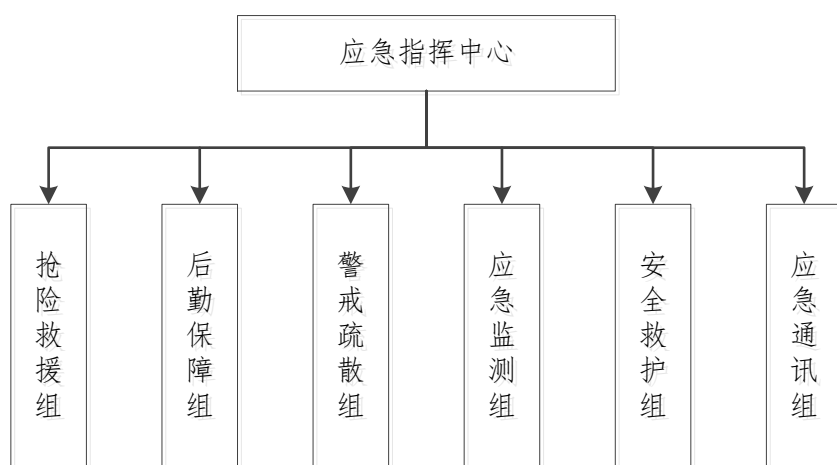 应急指挥中心
抢险救援组
后勤保障组
警戒疏散组
应急监测组
安全救护组
应急通讯组